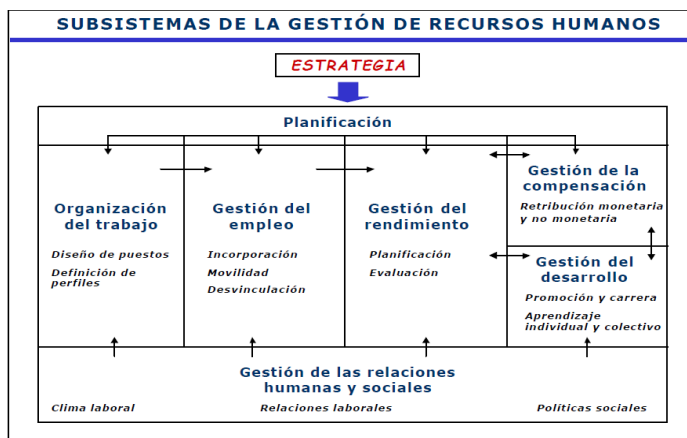 SUBSISTEMAS DE LA GESTIÓN DE RECURSOS HUMANOS
ESTRATEGIA
Planificación
Organización
del trabajo
Diseño de puestos
Definición de
perfiles
Gestión del
empleo
Incorporación
Movilidad
Desvinculación
Gestión del
rendimiento
Planificación
Evaluación
Gestión de la
compensación
Retribución monetaria
y no monetaria
Gestión del
desarrollo
Promoción y carrera
Aprendizaje
individual y colectivo
Gestión de las relaciones
humanas y sociales
Clima laboral
Relaciones laborales
Políticas sociales